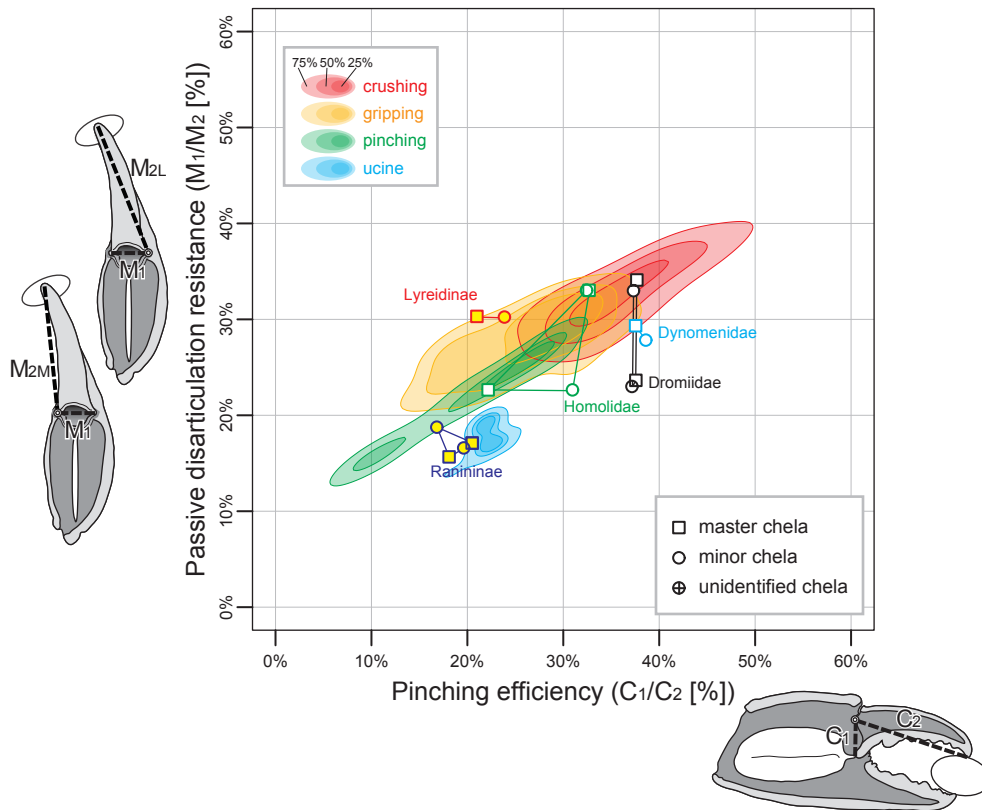 60%
50%
40%
30%
20%
10%
0%
Passive disarticulation resistance (M1/M2 [%])
75% 50% 25%
crushing
gripping
pinching
ucine
M2L
M1
M2M
M1
Lyreidinae
Dynomenidae
Dromiidae
Homolidae
Ranininae
master chela
minor chela
unidentified chela
0% 10% 20% 30% 40% 50% 60%
Pinching efficiency (C1/C2 [%])
C1
C2